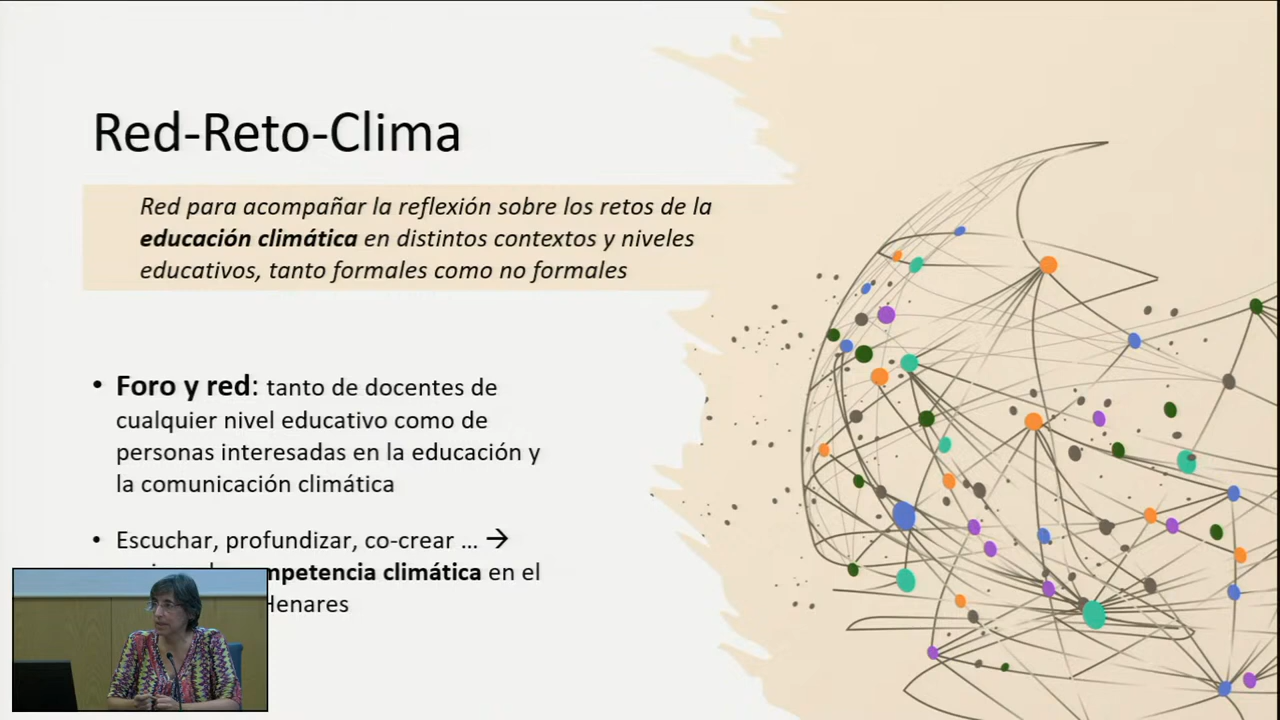 Red-Reto-Clima
Red para acompañar la reflexión sobre los retos de la
educación climática en distintos contextos y niveles
educativos, tanto formales como no formales
• Foro y red: tanto de docentes de
cualquier nivel educativo como de
personas interesadas en la educación y
la comunicación climática
• Escuchar, profundizar, co-crear ... →
climática en el
Henares